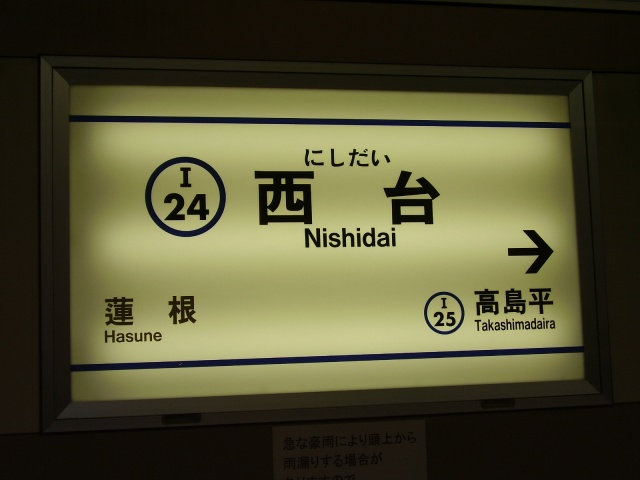 にしだい
I
24
西 台
Nishidai
→
蓮 根
Hasune
I
25
高島平
Takashimadaira
急な豪雨により頭上から
雨漏りする場合が